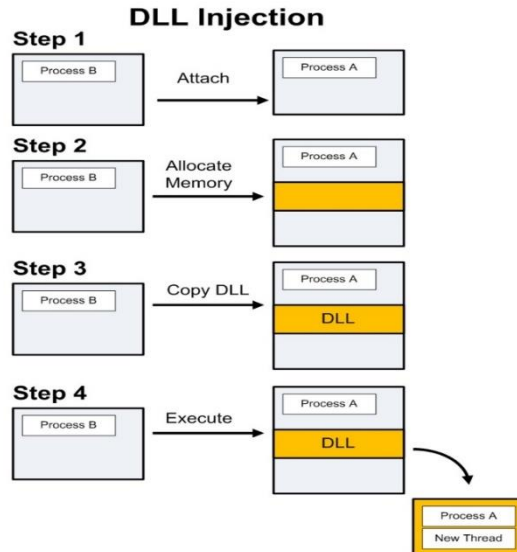 DLL Injection
Step 1
Process B
Attach
Process A
Step 2
Process B
Allocate
Memory
Process A
Step 3
Process B
Copy DLL
Process A
DLL
Step 4
Process B
Execute
Process A
DLL
Process A
New Thread